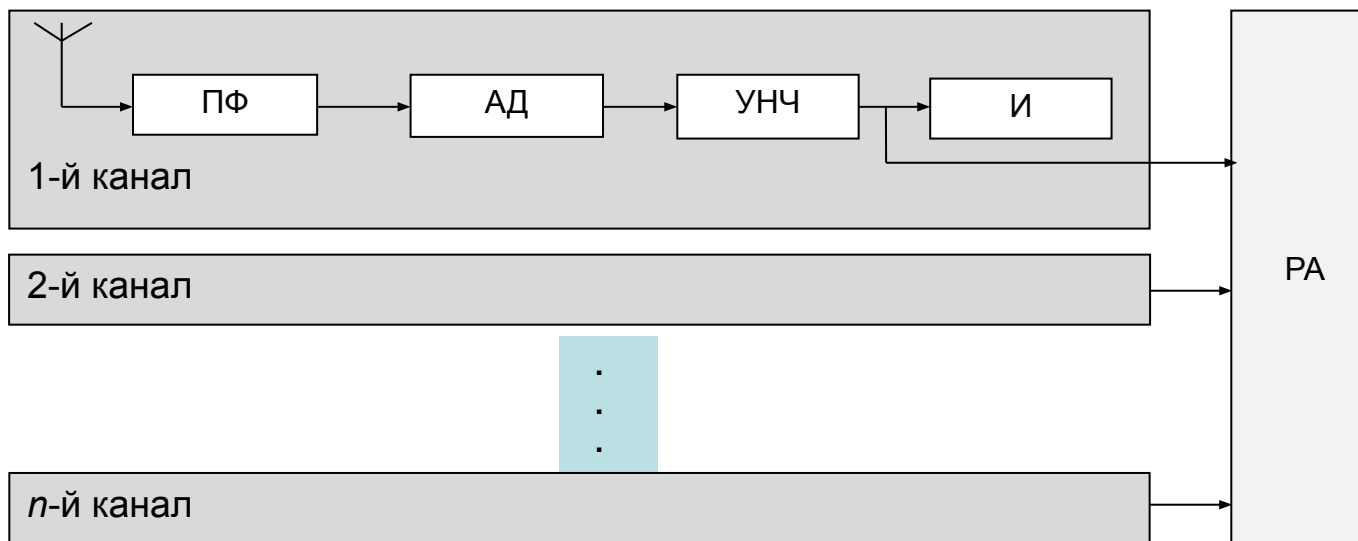 ПФ
АД
УНЧ
И
1-й канал
РА
2-й канал
.
.
.
n-й канал